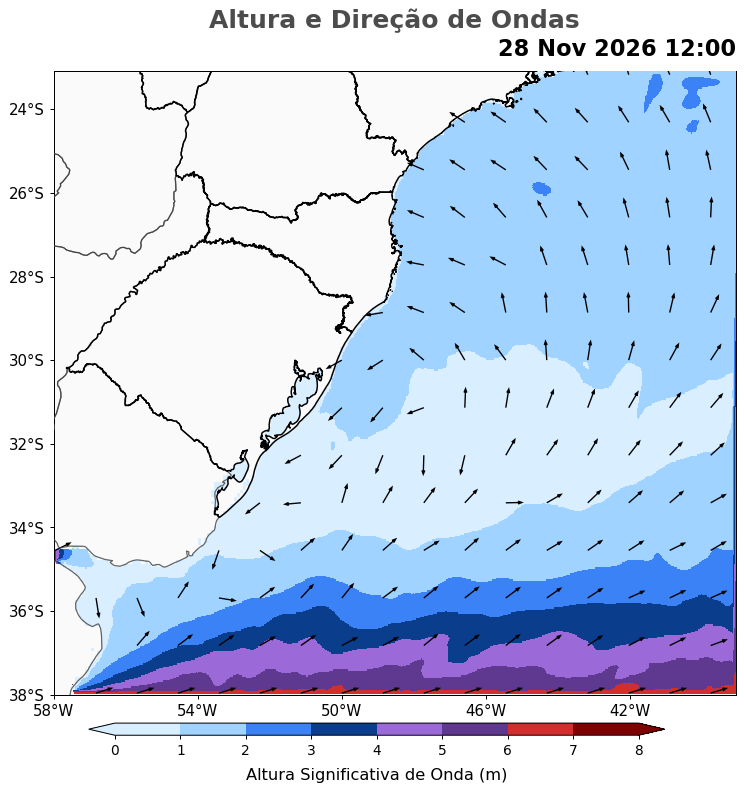 Altura e Direção de Ondas
28 Nov 2026 12:00
24°S
26°S
28°S
30°S
32°S
34°S
36°S
38°S
58°W 54°W 50°W 46°W 42°W
0 1 2 3 4 5 6 7 8
Altura Significativa de Onda (m)